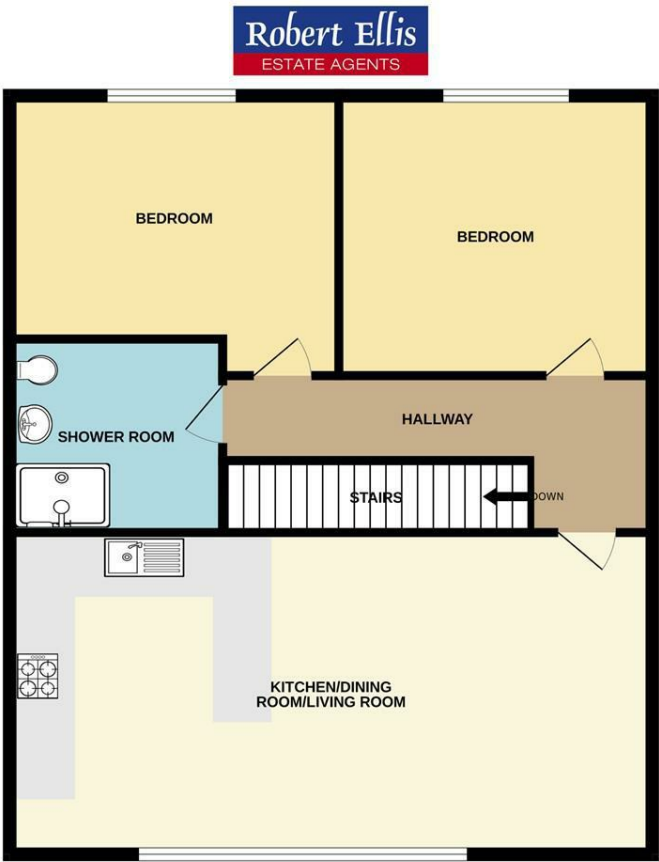 Robert Ellis
ESTATE AGENTS
BEDROOM
BEDROOM
HALLWAY
SHOWER ROOM
STAIRS
DOWN
KITCHEN/DINING
ROOM/LIVING ROOM